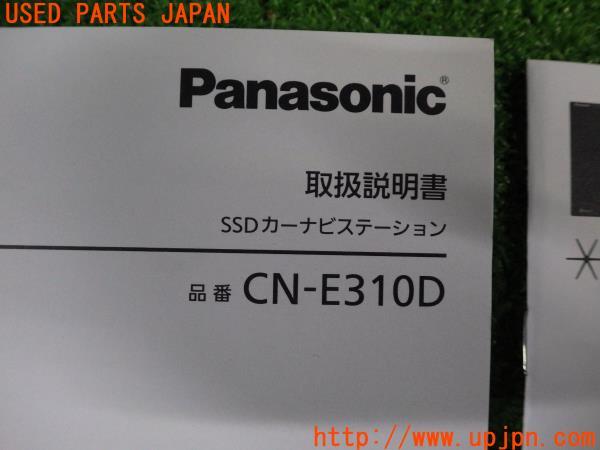 USED PARTS JAPAN
Panasonic®
取扱説明書
SSDカーナビステーション
品番 CN-E310D
http://www.upjpn.com